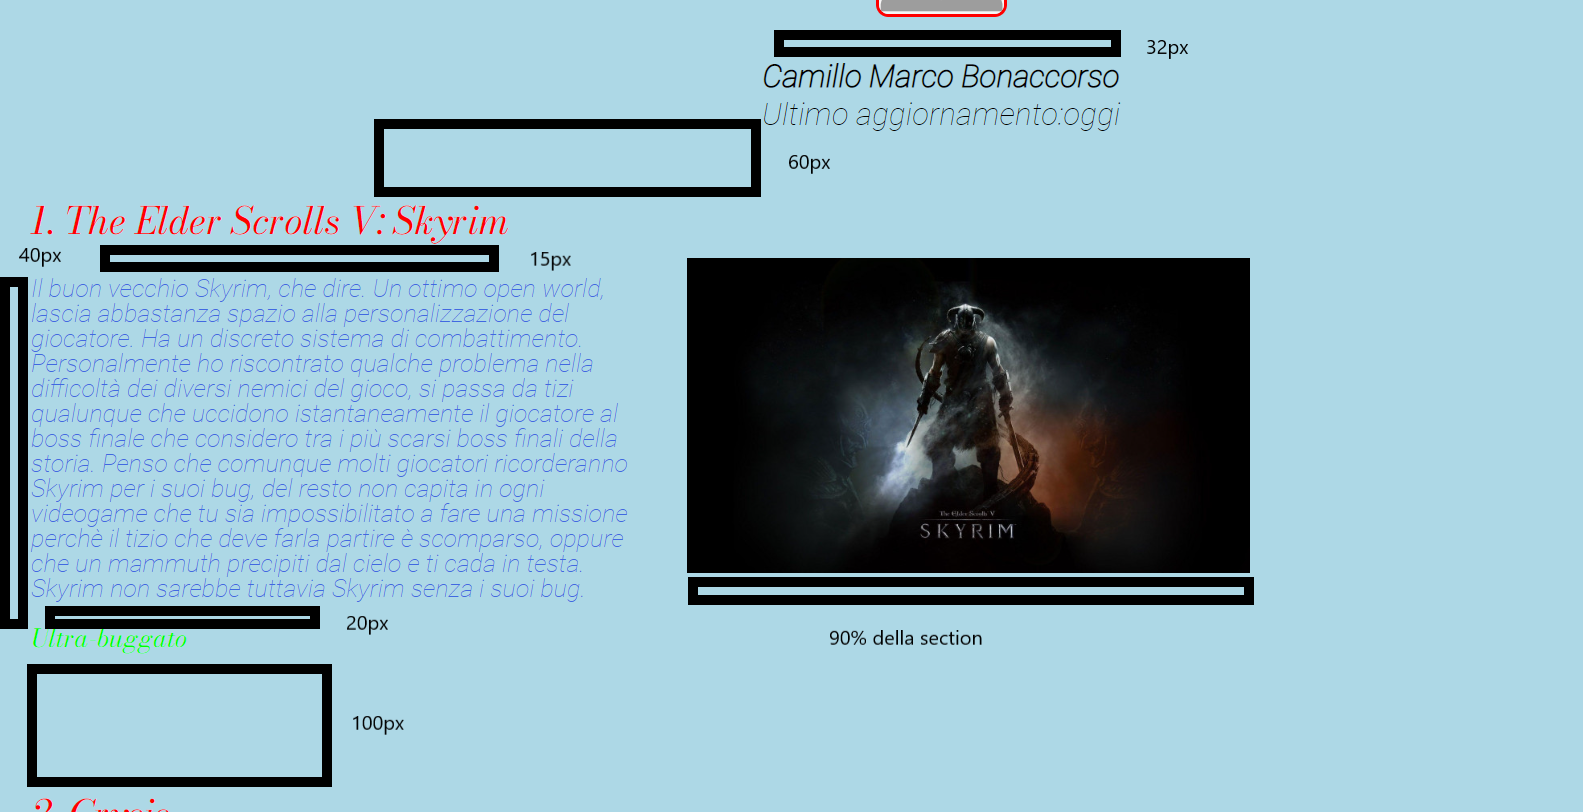 32px
Camillo Marco Bonaccorso
Ultimo aggiornamento:oggi
60px
1. The Elder Scrolls V: Skyrim
40px
15px
Il buon vecchio Skyrim, che dire. Un ottimo open world,
lascia abbastanza spazio alla personalizzazione del
giocatore. Ha un discreto sistema di combattimento.
Personalmente ho riscontrato qualche problema nella
difficoltà dei diversi nemici del gioco, si passa da tizi
qualunque che uccidono istantaneamente il giocatore al
boss finale che considero tra i più scarsi boss finali della
storia. Penso che comunque molti giocatori ricorderanno
Skyrim per i suoi bug, del resto non capita in ogni
videogame che tu sia impossibilitato a fare una missione
perchè il tizio che deve farla partire è scomparso, oppure
che un mammuth precipiti dal cielo e ti cada in testa.
Skyrim non sarebbe tuttavia Skyrim senza i suoi bug.
The Elder Scrolls V
SKYRIM
20px
90% della section
Ultra-buggato
100px
2. Crysis